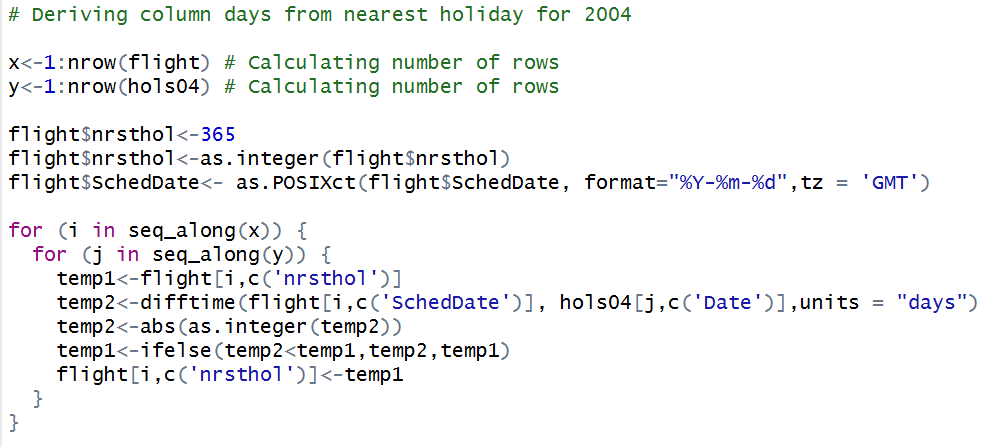 # Deriving column days from nearest holiday for 2004
x<-1:nrow(flight) # Calculating number of rows
y<-1:nrow(hols04) # Calculating number of rows
flight$nrsthol<-365
flight$nrsthol<-as.integer(flight$nrsthol)
flight$SchedDate<- as.POSIXct(flight$SchedDate, format="%Y-%m-%d",tz = 'GMT')
for (i in seq_along(x)) {
  for (j in seq_along(y)) {
    temp1<-flight[i,c('nrsthol')]
    temp2<-difftime(flight[i,c('SchedDate')], hols04[j,c('Date')],units = "days")
    temp2<-abs(as.integer(temp2))
    temp1<-ifelse(temp2<temp1,temp2,temp1)
    flight[i,c('nrsthol')]<-temp1
  }
}